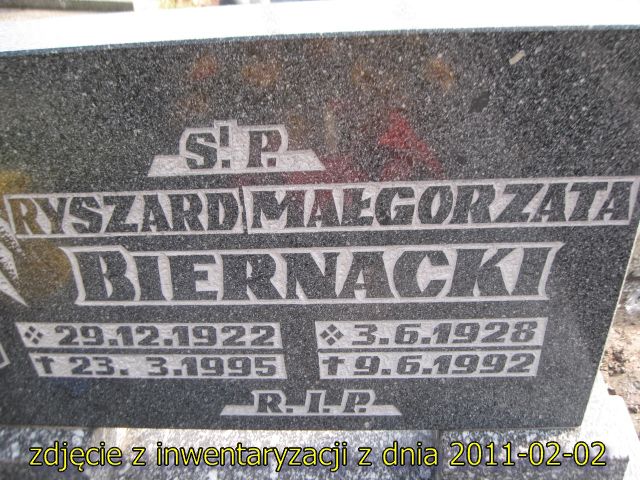 Ś.P.
RYSZARD MAŁGORZATA
BIERNACKI
29.12.1922 3.6.1928
† 23. 3.1995 † 9.6.1992
R.I.P.
zdjęcie z inwentaryzacji z dnia 2011-02-02